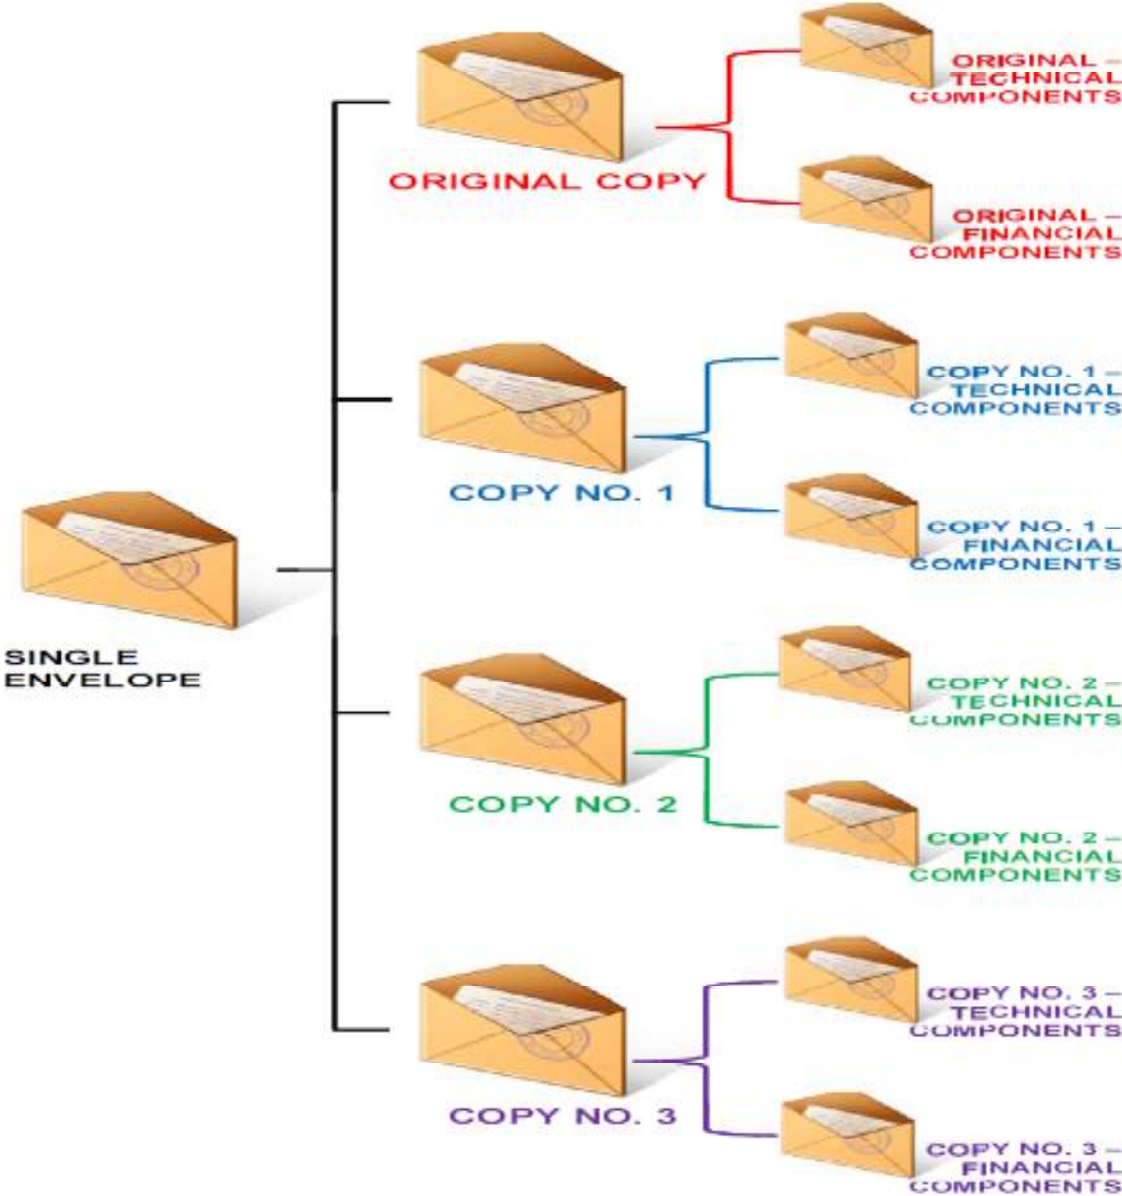 ORIGINAL –
TECHNICAL
COMPONENTS
ORIGINAL COPY
ORIGINAL –
FINANCIAL
COMPONENTS
COPY NO. 1 –
TECHNICAL
COMPONENTS
COPY NO. 1
COPY NO. 1 –
FINANCIAL
COMPONENTS
SINGLE
ENVELOPE
COPY NO. 2 –
TECHNICAL
COMPONENTS
COPY NO. 2
COPY NO. 2 –
FINANCIAL
COMPONENTS
COPY NO. 3 –
TECHNICAL
COMPONENTS
COPY NO. 3
COPY NO. 3 –
FINANCIAL
COMPONENTS